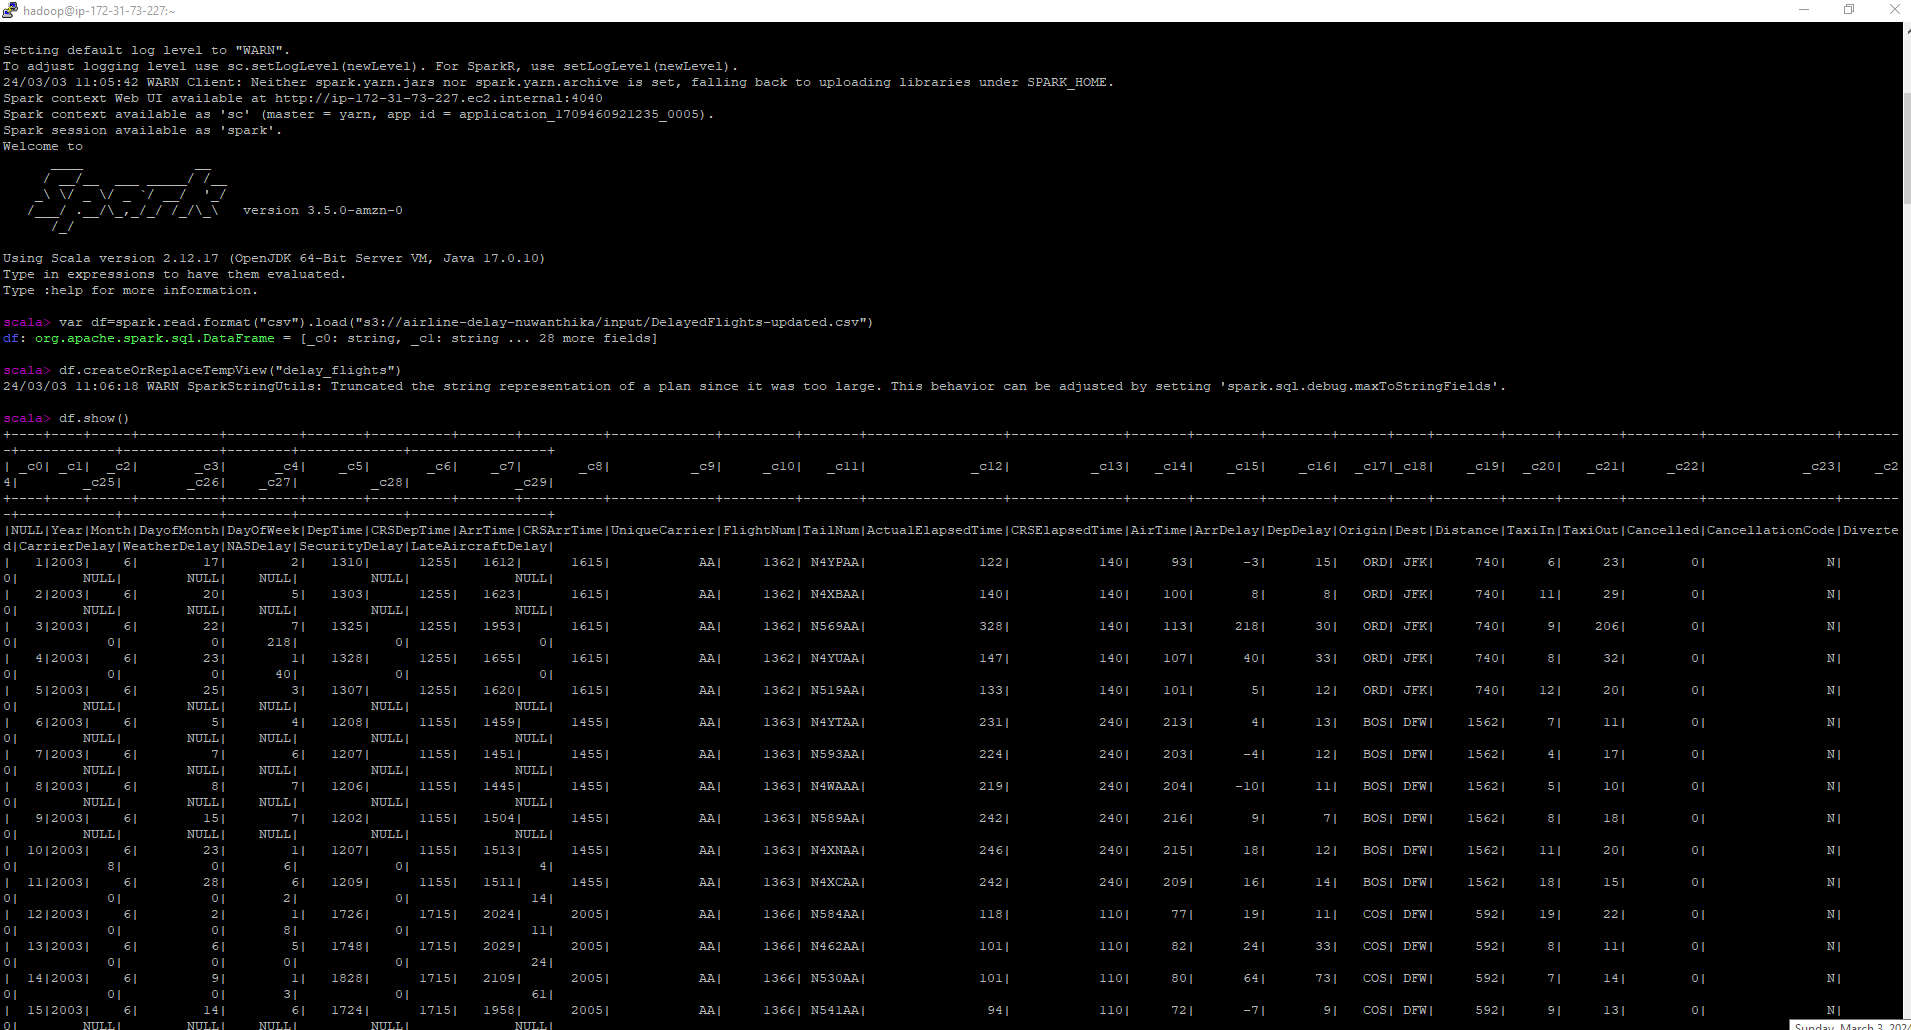 hadoop@ip-172-31-73-227:~
Setting default log level to "WARN".
To adjust logging level use sc.setLogLevel(newLevel). For SparkR, use setLogLevel(newLevel).
24/03/03 11:05:42 WARN Client: Neither spark.yarn.jars nor spark.yarn.archive is set, falling back to uploading libraries under SPARK_HOME.
Spark context Web UI available at http://ip-172-31-73-227.ec2.internal:4040
Spark context available as 'sc' (master = yarn, app id = application_1709460921235_0005).
Spark session available as 'spark'.
Welcome to
      ____              __
     / __/__  ___ _____/ /__
    _\ \/ _ \/ _ `/ __/  '_/
   /___/ .__/\_,_/_/ /_/\_\   version 3.5.0-amzn-0
      /_/
Using Scala version 2.12.17 (OpenJDK 64-Bit Server VM, Java 17.0.10)
Type in expressions to have them evaluated.
Type :help for more information.
scala> var df=spark.read.format("csv").load("s3://airline-delay-nuwanthika/input/DelayedFlights-updated.csv")
df: org.apache.spark.sql.DataFrame = [_c0: string, _c1: string ... 28 more fields]
scala> df.createOrReplaceTempView("delay_flights")
24/03/03 11:06:18 WARN SparkStringUtils: Truncated the string representation of a plan since it was too large. This behavior can be adjusted by setting 'spark.sql.debug.maxToStringFields'.
scala> df.show()
| _c0| _c1|  _c2|       _c3|      _c4|    _c5|       _c6|    _c7|       _c8|          _c9|     _c10|   _c11|             _c12|          _c13|   _c14|    _c15|    _c16|  _c17|_c18|    _c19|  _c20|   _c21|     _c22|            _c23|    _c2
4|        _c25|        _c26|    _c27|         _c28|             _c29|
|NULL|Year|Month|DayofMonth|DayOfWeek|DepTime|CRSDepTime|ArrTime|CRSArrTime|UniqueCarrier|FlightNum|TailNum|ActualElapsedTime|CRSElapsedTime|AirTime|ArrDelay|DepDelay|Origin|Dest|Distance|TaxiIn|TaxiOut|Cancelled|CancellationCode|Diverte
d|CarrierDelay|WeatherDelay|NASDelay|SecurityDelay|LateAircraftDelay|
| 1|2003| 6| 17| 2| 1310| 1255| 1612| 1615| AA| 1362| N4YPAA| 122| 140| 93| -3| 15| ORD| JFK| 740| 6| 23| 0| N|
0| NULL| NULL| NULL| NULL| NULL|
| 2|2003| 6| 20| 5| 1303| 1255| 1623| 1615| AA| 1362| N4XBAA| 140| 140| 100| 8| 8| ORD| JFK| 740| 11| 29| 0| N|
0| NULL| NULL| NULL| NULL| NULL|
| 3|2003| 6| 22| 7| 1325| 1255| 1953| 1615| AA| 1362| N569AA| 328| 140| 113| 218| 30| ORD| JFK| 740| 9| 206| 0| N|
0| 0| 0| 218| 0| 0|
| 4|2003| 6| 23| 1| 1328| 1255| 1655| 1615| AA| 1362| N4YUAA| 147| 140| 107| 40| 33| ORD| JFK| 740| 8| 32| 0| N|
0| 0| 0| 40| 0| 0|
| 5|2003| 6| 25| 3| 1307| 1255| 1620| 1615| AA| 1362| N519AA| 133| 140| 101| 5| 12| ORD| JFK| 740| 12| 20| 0| N|
0| NULL| NULL| NULL| NULL| NULL|
| 6|2003| 6| 5| 4| 1208| 1155| 1459| 1455| AA| 1363| N4YTAA| 231| 240| 213| 4| 13| BOS| DFW| 1562| 7| 11| 0| N|
0| NULL| NULL| NULL| NULL| NULL|
| 7|2003| 6| 7| 6| 1207| 1155| 1451| 1455| AA| 1363| N593AA| 224| 240| 203| -4| 12| BOS| DFW| 1562| 4| 17| 0| N|
0| NULL| NULL| NULL| NULL| NULL|
| 8|2003| 6| 8| 7| 1206| 1155| 1445| 1455| AA| 1363| N4WAAA| 219| 240| 204| -10| 11| BOS| DFW| 1562| 5| 10| 0| N|
0| NULL| NULL| NULL| NULL| NULL|
| 9|2003| 6| 15| 7| 1202| 1155| 1504| 1455| AA| 1363| N589AA| 242| 240| 216| 9| 7| BOS| DFW| 1562| 8| 18| 0| N|
0| NULL| NULL| NULL| NULL| NULL|
| 10|2003| 6| 23| 1| 1207| 1155| 1513| 1455| AA| 1363| N4XNAA| 246| 240| 215| 18| 12| BOS| DFW| 1562| 11| 20| 0| N|
0| 8| 0| 6| 0| 4|
| 11|2003| 6| 28| 6| 1209| 1155| 1511| 1455| AA| 1363| N4XCAA| 242| 240| 209| 16| 14| BOS| DFW| 1562| 18| 15| 0| N|
0| 0| 0| 2| 0| 14|
| 12|2003| 6| 2| 1| 1726| 1715| 2024| 2005| AA| 1366| N584AA| 118| 110| 77| 19| 11| COS| DFW| 592| 19| 22| 0| N|
0| 0| 0| 8| 0| 11|
| 13|2003| 6| 6| 5| 1748| 1715| 2029| 2005| AA| 1366| N462AA| 101| 110| 82| 24| 33| COS| DFW| 592| 8| 11| 0| N|
0| 0| 0| 0| 0| 24|
| 14|2003| 6| 9| 1| 1828| 1715| 2109| 2005| AA| 1366| N530AA| 101| 110| 80| 64| 73| COS| DFW| 592| 7| 14| 0| N|
0| 0| 0| 3| 0| 61|
| 15|2003| 6| 14| 6| 1724| 1715| 1958| 2005| AA| 1366| N541AA| 94| 110| 72| -7| 9| COS| DFW| 592| 9| 13| 0| N|
0| NULL| NULL| NULL| NULL| NULL|
Sunday, March 3, 2024